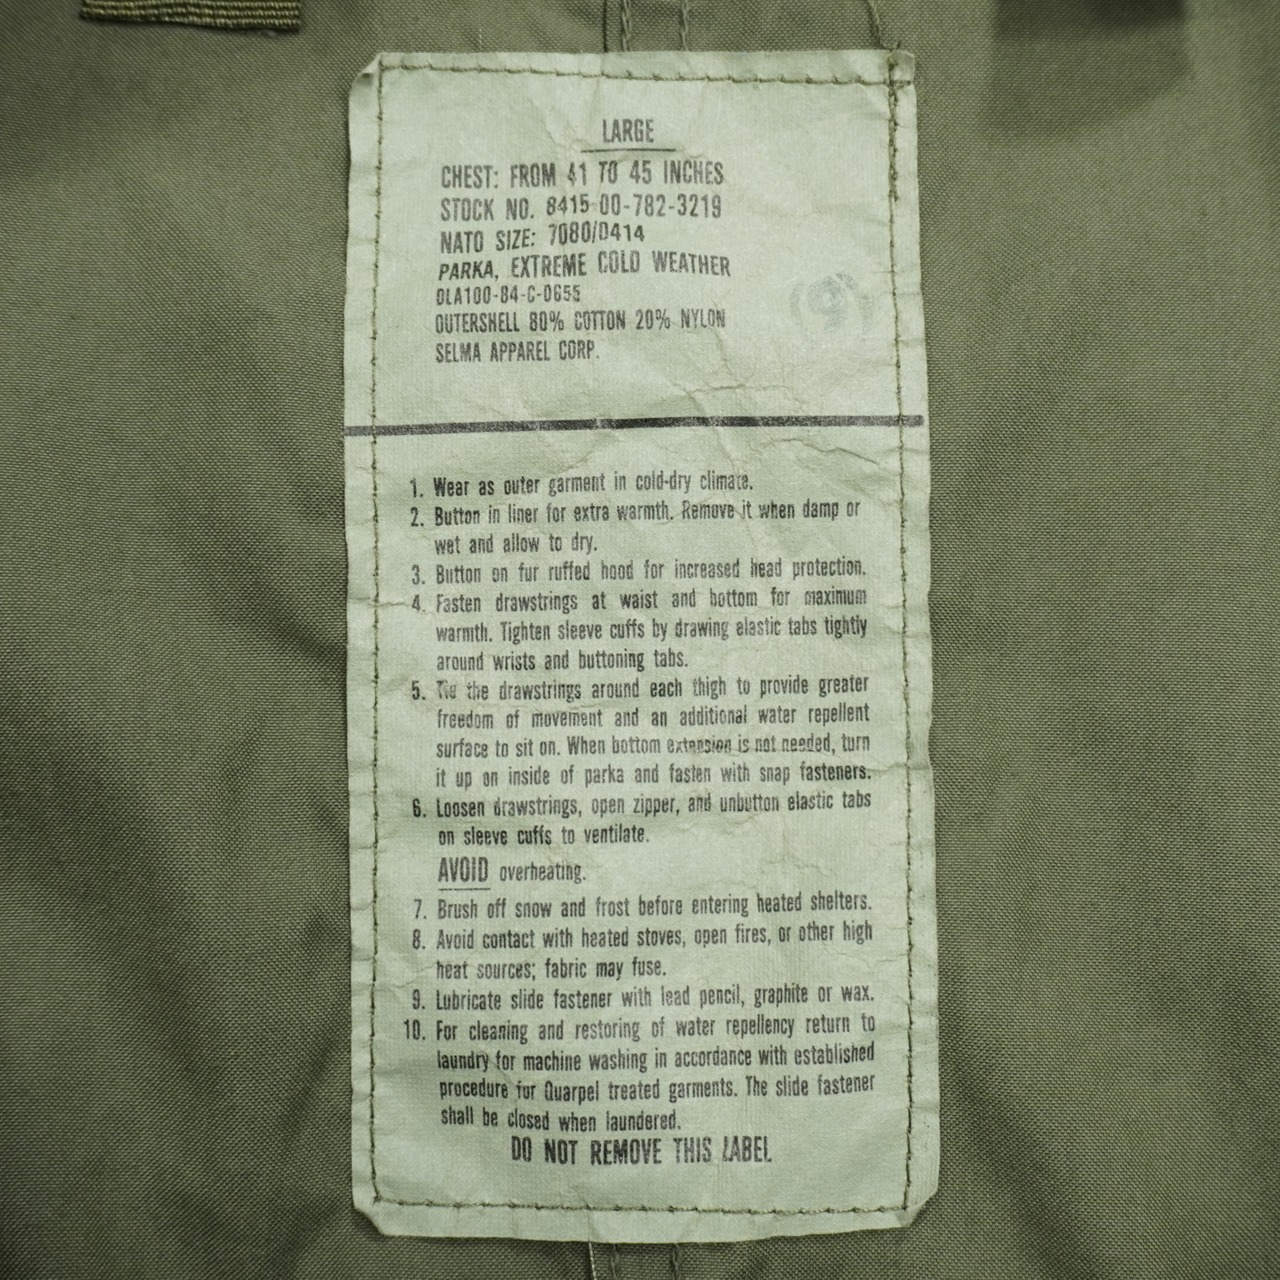 LARGE
CHEST: FROM 41 TO 45 INCHES
STOCK NO. 8415-00-782-3219
NATO SIZE: 7080/0414
PARKA, EXTREME COLD WEATHER
DLA100-84-C-0655
OUTERSHELL 80% COTTON 20% NYLON
SELMA APPAREL CORP.
1. Wear as outer garment in cold-dry climate.
2. Button in liner for extra warmth. Remove it when damp or
wet and allow to dry.
3. Button on fur ruffed hood for increased head protection.
4. Fasten drawstrings at waist and bottom for maximum
warmth. Tighten sleeve cuffs by drawing elastic tabs tightly
around wrists and buttoning tabs.
5. Tie the drawstrings around each thigh to provide greater
freedom of movement and an additional water repellent
surface to sit on. When bottom extension is not needed, turn
it up on inside of parka and fasten with snap fasteners.
6. Loosen drawstrings, open zipper, and unbutton elastic tabs
on sleeve cuffs to ventilate.
AVOID overheating.
7. Brush off snow and frost before entering heated shelters.
8. Avoid contact with heated stoves, open fires, or other high
heat sources; fabric may fuse.
9. Lubricate slide fastener with lead pencil, graphite or wax.
10. For cleaning and restoring of water repellency return to
laundry for machine washing in accordance with established
procedure for Quarpel treated garments. The slide fastener
shall be closed when laundered.
DO NOT REMOVE THIS LABEL